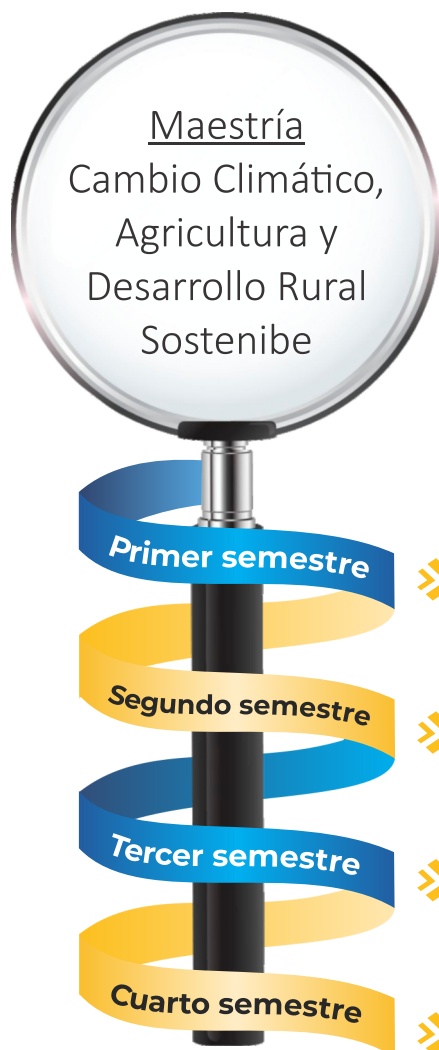 Maestría
Cambio Climático,
Agricultura y
Desarrollo Rural
Sostenibe
Primer semestre
Segundo semestre
Tercer semestre
Cuarto semestre